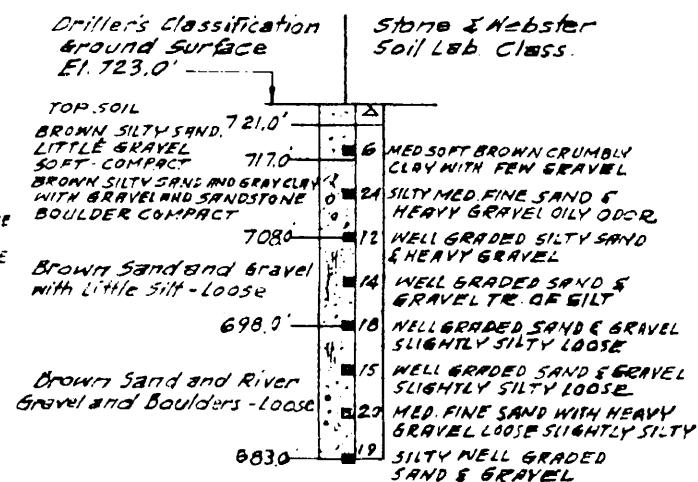 Driller's Classification
Ground Surface
El. 723.0'
Stone & Webster
Soil Lab. Class.
TOP SOIL
721.0'
BROWN SILTY SAND,
LITTLE GRAVEL
SOFT-COMPACT
717.0'
BROWN SILTY SAND AND GRAY CLAY
WITH GRAVEL AND SANDSTONE
BOULDER COMPACT
708.0
Brown Sand and Gravel
with Little Silt-Loose
698.0'
Brown Sand and River
Gravel and Boulders-Loose
683.0
6 MED SOFT BROWN CRUMBLY
CLAY WITH FEW GRAVEL
24 SILTY MED. FINE SAND &
HEAVY GRAVEL OILY ODOR
12 WELL GRADED SILTY SAND
& HEAVY GRAVEL
14 WELL GRADED SAND &
GRAVEL TR. OF SILT
18 WELL GRADED SAND & GRAVEL
SLIGHTLY SILTY LOOSE
15 WELL GRADED SAND & GRAVEL
SLIGHTLY SILTY LOOSE
20 MED. FINE SAND WITH HEAVY
GRAVEL LOOSE SLIGHTLY SILTY
19 SILTY WELL GRADED
SAND & GRAVEL